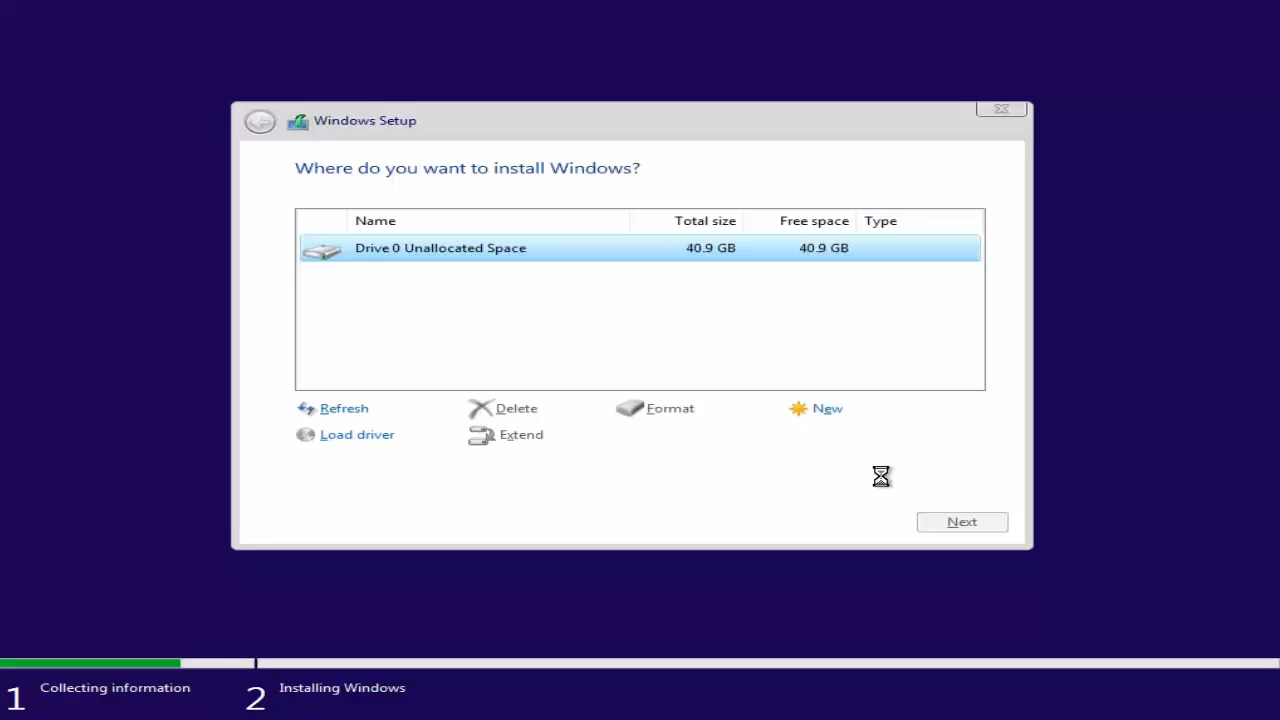 Windows Setup
Where do you want to install Windows?
Name Total size Free space Type
Drive 0 Unallocated Space 40.9 GB 40.9 GB
Refresh Delete Format New
Load driver Extend
Next
1 Collecting information 2 Installing Windows